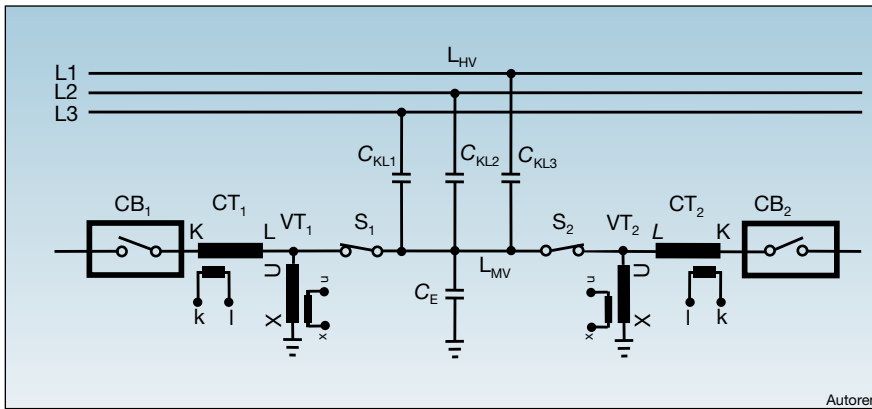 L_HV
L1
L2
L3
C_KL1 C_KL2 C_KL3
CB_1 CT_1 VT_1 S_1 S_2 VT_2 CT_2 CB_2
K L L K
L_MV
U U
u u
C_E
X X
x x
k l l k
Autoren